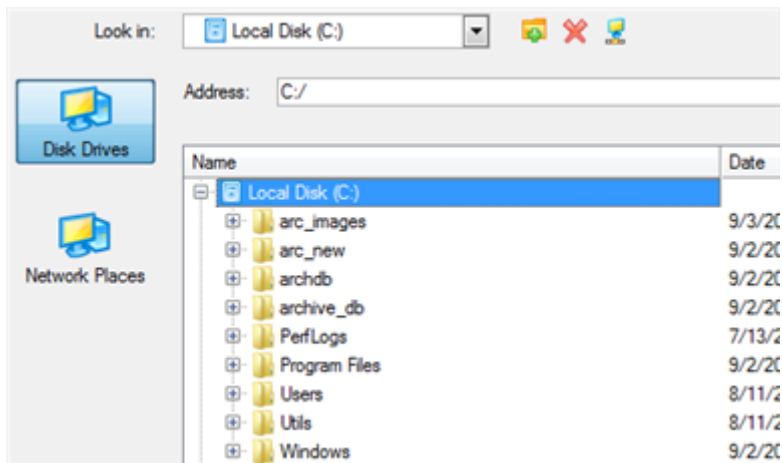 Look in: Local Disk (C:)
Address: C:/
Disk Drives
Network Places
Name Date
Local Disk (C:)
arc_images 9/3/20
arc_new 9/2/20
archdb 9/2/20
archive_db 9/2/20
PerfLogs 7/13/2
Program Files 9/2/20
Users 8/11/2
Utils 8/11/2
Windows 9/2/20